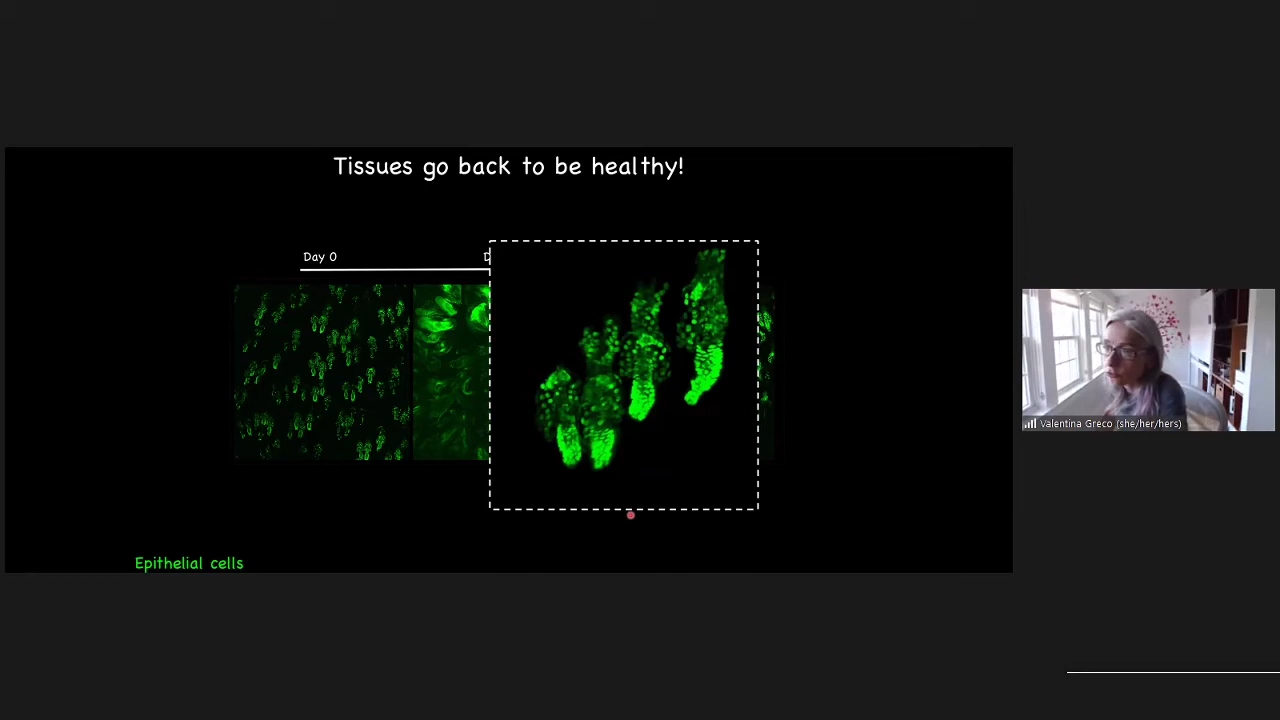 Tissues go back to be healthy!
Day 0
D
Epithelial cells
Valentina Greco (she/her/hers)